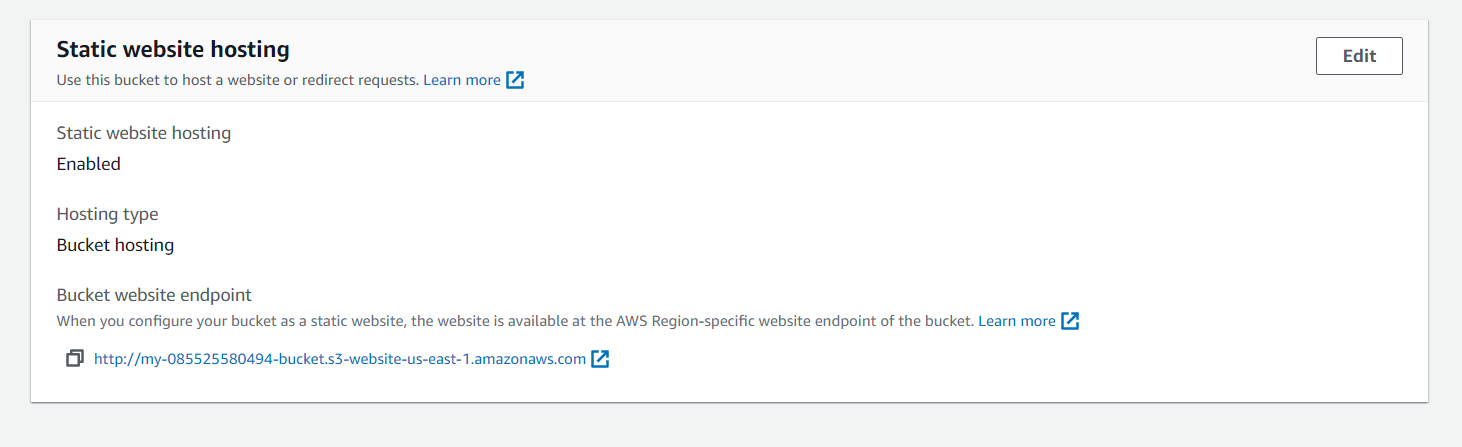 Static website hosting
Edit
Use this bucket to host a website or redirect requests. Learn more
Static website hosting
Enabled
Hosting type
Bucket hosting
Bucket website endpoint
When you configure your bucket as a static website, the website is available at the AWS Region-specific website endpoint of the bucket. Learn more
http://my-085525580494-bucket.s3-website-us-east-1.amazonaws.com